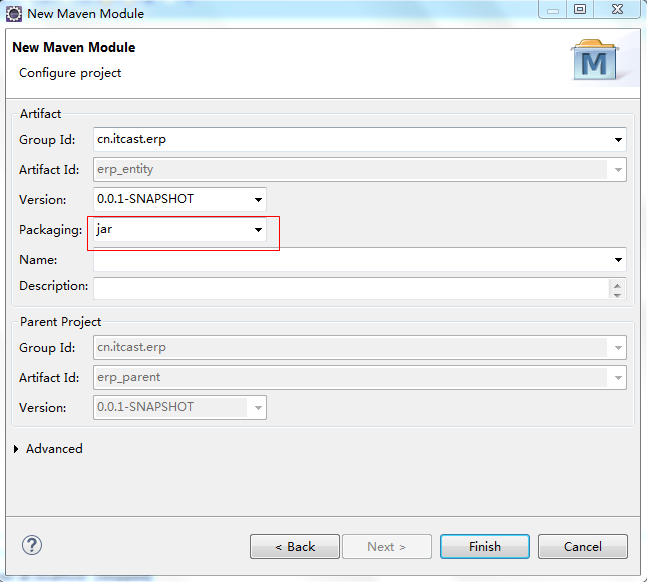 New Maven Module
New Maven Module
Configure project
M
Artifact
Group Id: cn.itcast.erp
Artifact Id: erp_entity
Version: 0.0.1-SNAPSHOT
Packaging: jar
Name:
Description:
Parent Project
Group Id: cn.itcast.erp
Artifact Id: erp_parent
Version: 0.0.1-SNAPSHOT
Advanced
? < Back Next > Finish Cancel